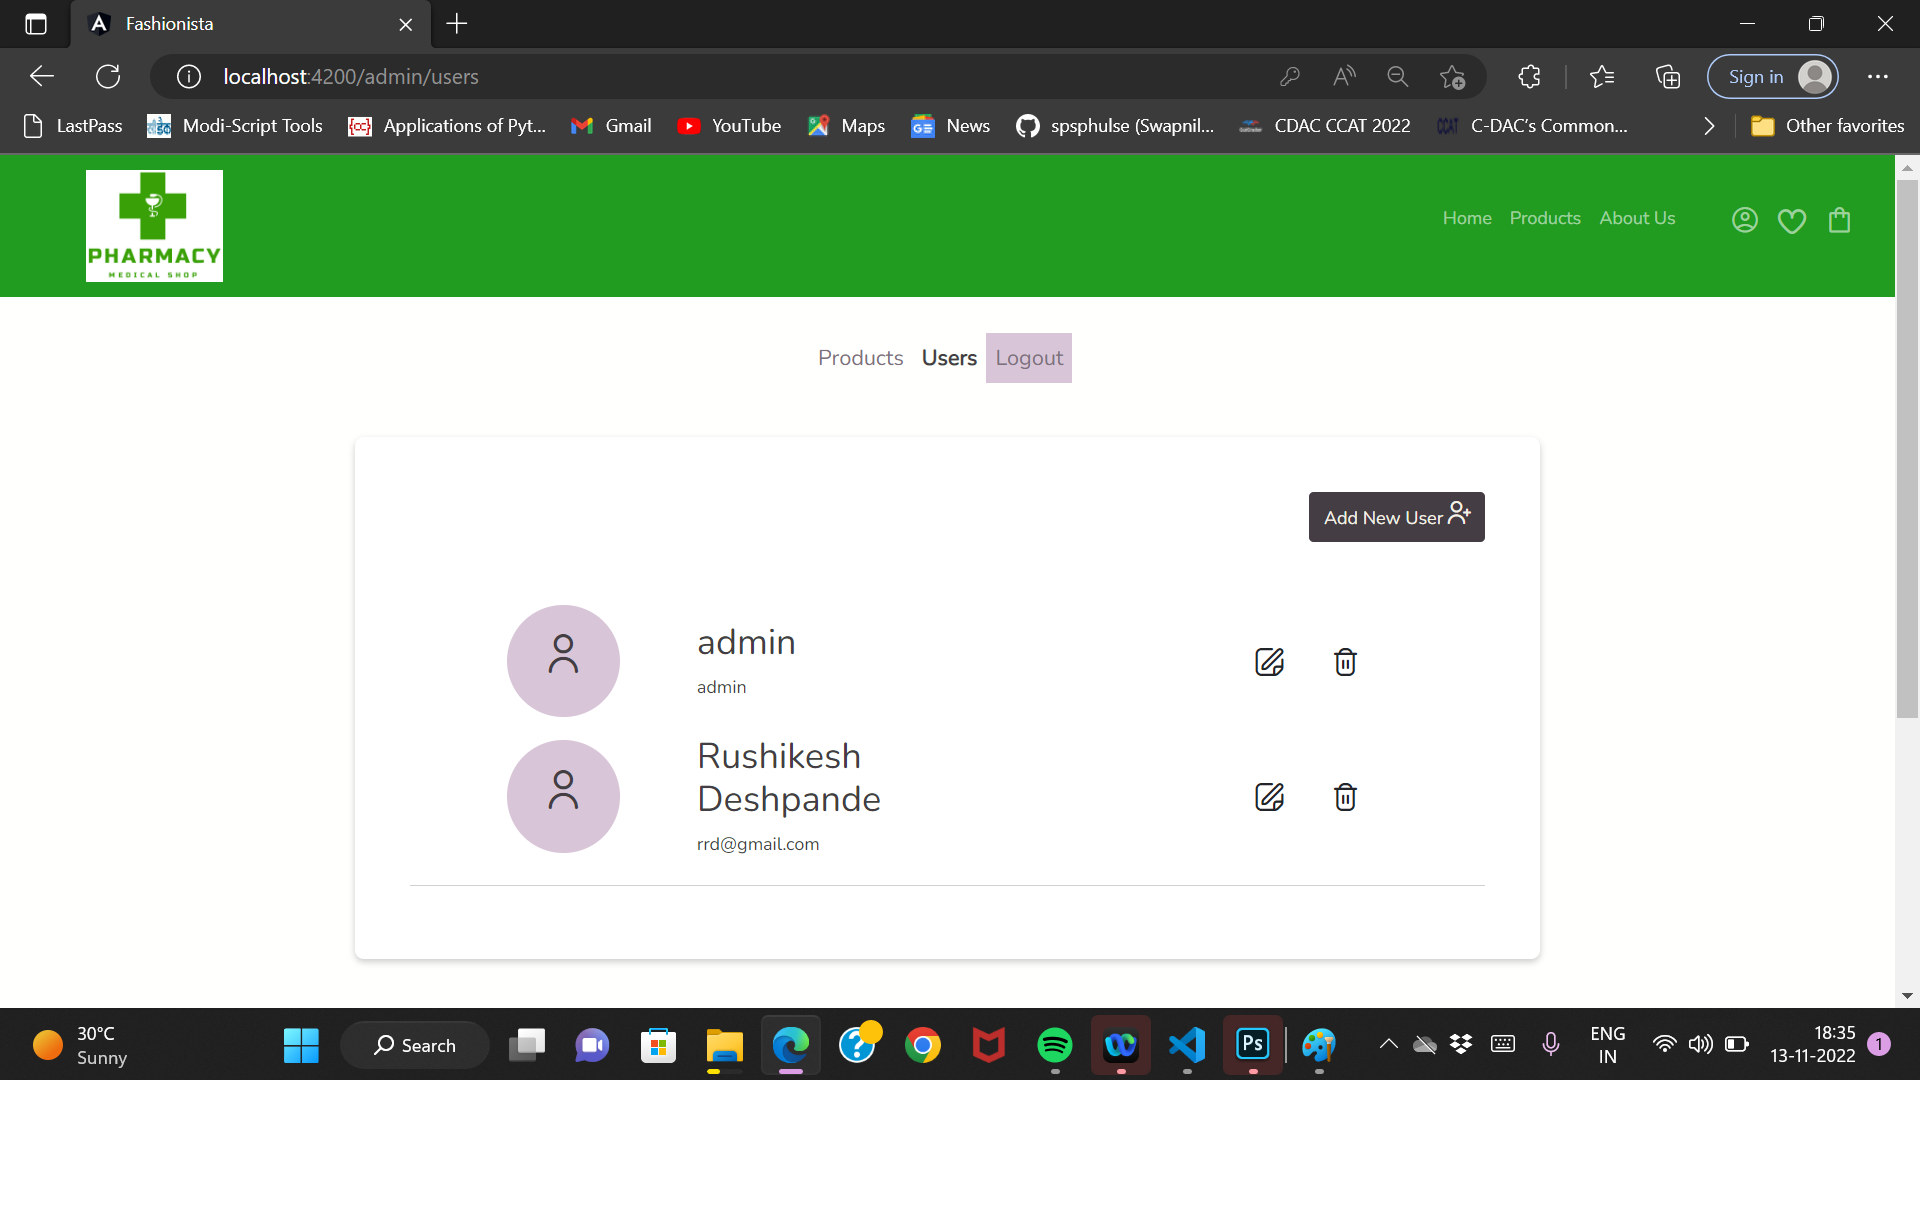 Fashionista
localhost:4200/admin/users
Sign in
LastPass
Modi-Script Tools
Applications of Pyt...
Gmail
YouTube
Maps
News
spsphulse (Swapnil...
CDAC CCAT 2022
CCAT
C-DAC's Common...
Other favorites
PHARMACY
MEDICAL SHOP
Home
Products
About Us
Products
Users
Logout
Add New User
admin
admin
Rushikesh
Deshpande
rrd@gmail.com
30°C
Sunny
Search
Ps
ENG
IN
18:35
13-11-2022
1